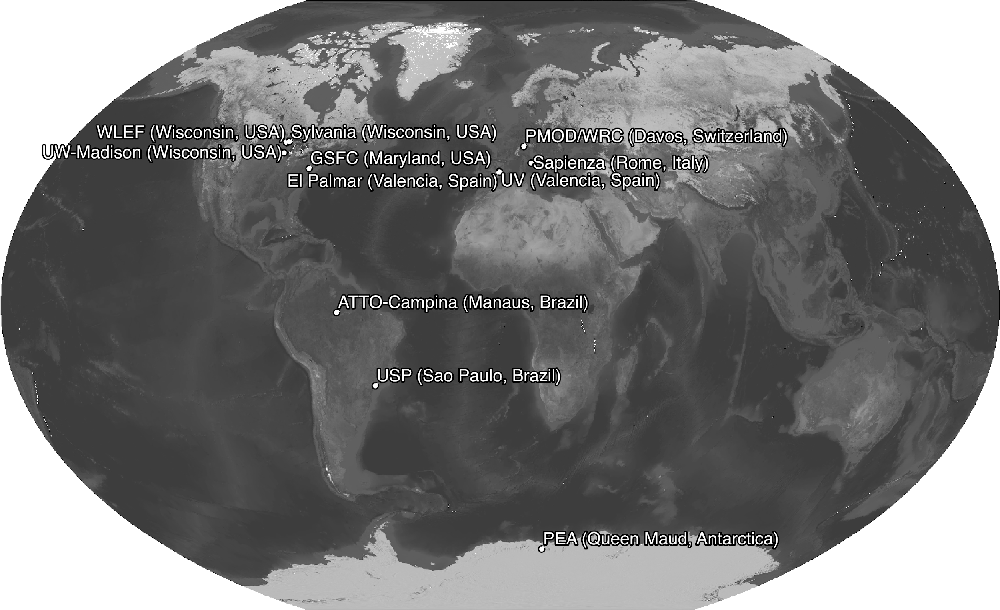 WLEF (Wisconsin, USA)
Sylvania (Wisconsin, USA)
PMOD/WRC (Davos, Switzerland)
UW-Madison (Wisconsin, USA)
GSFC (Maryland, USA)
Sapienza (Rome, Italy)
El Palmar (Valencia, Spain)
UV (Valencia, Spain)
ATTO-Campina (Manaus, Brazil)
USP (Sao Paulo, Brazil)
PEA (Queen Maud, Antarctica)